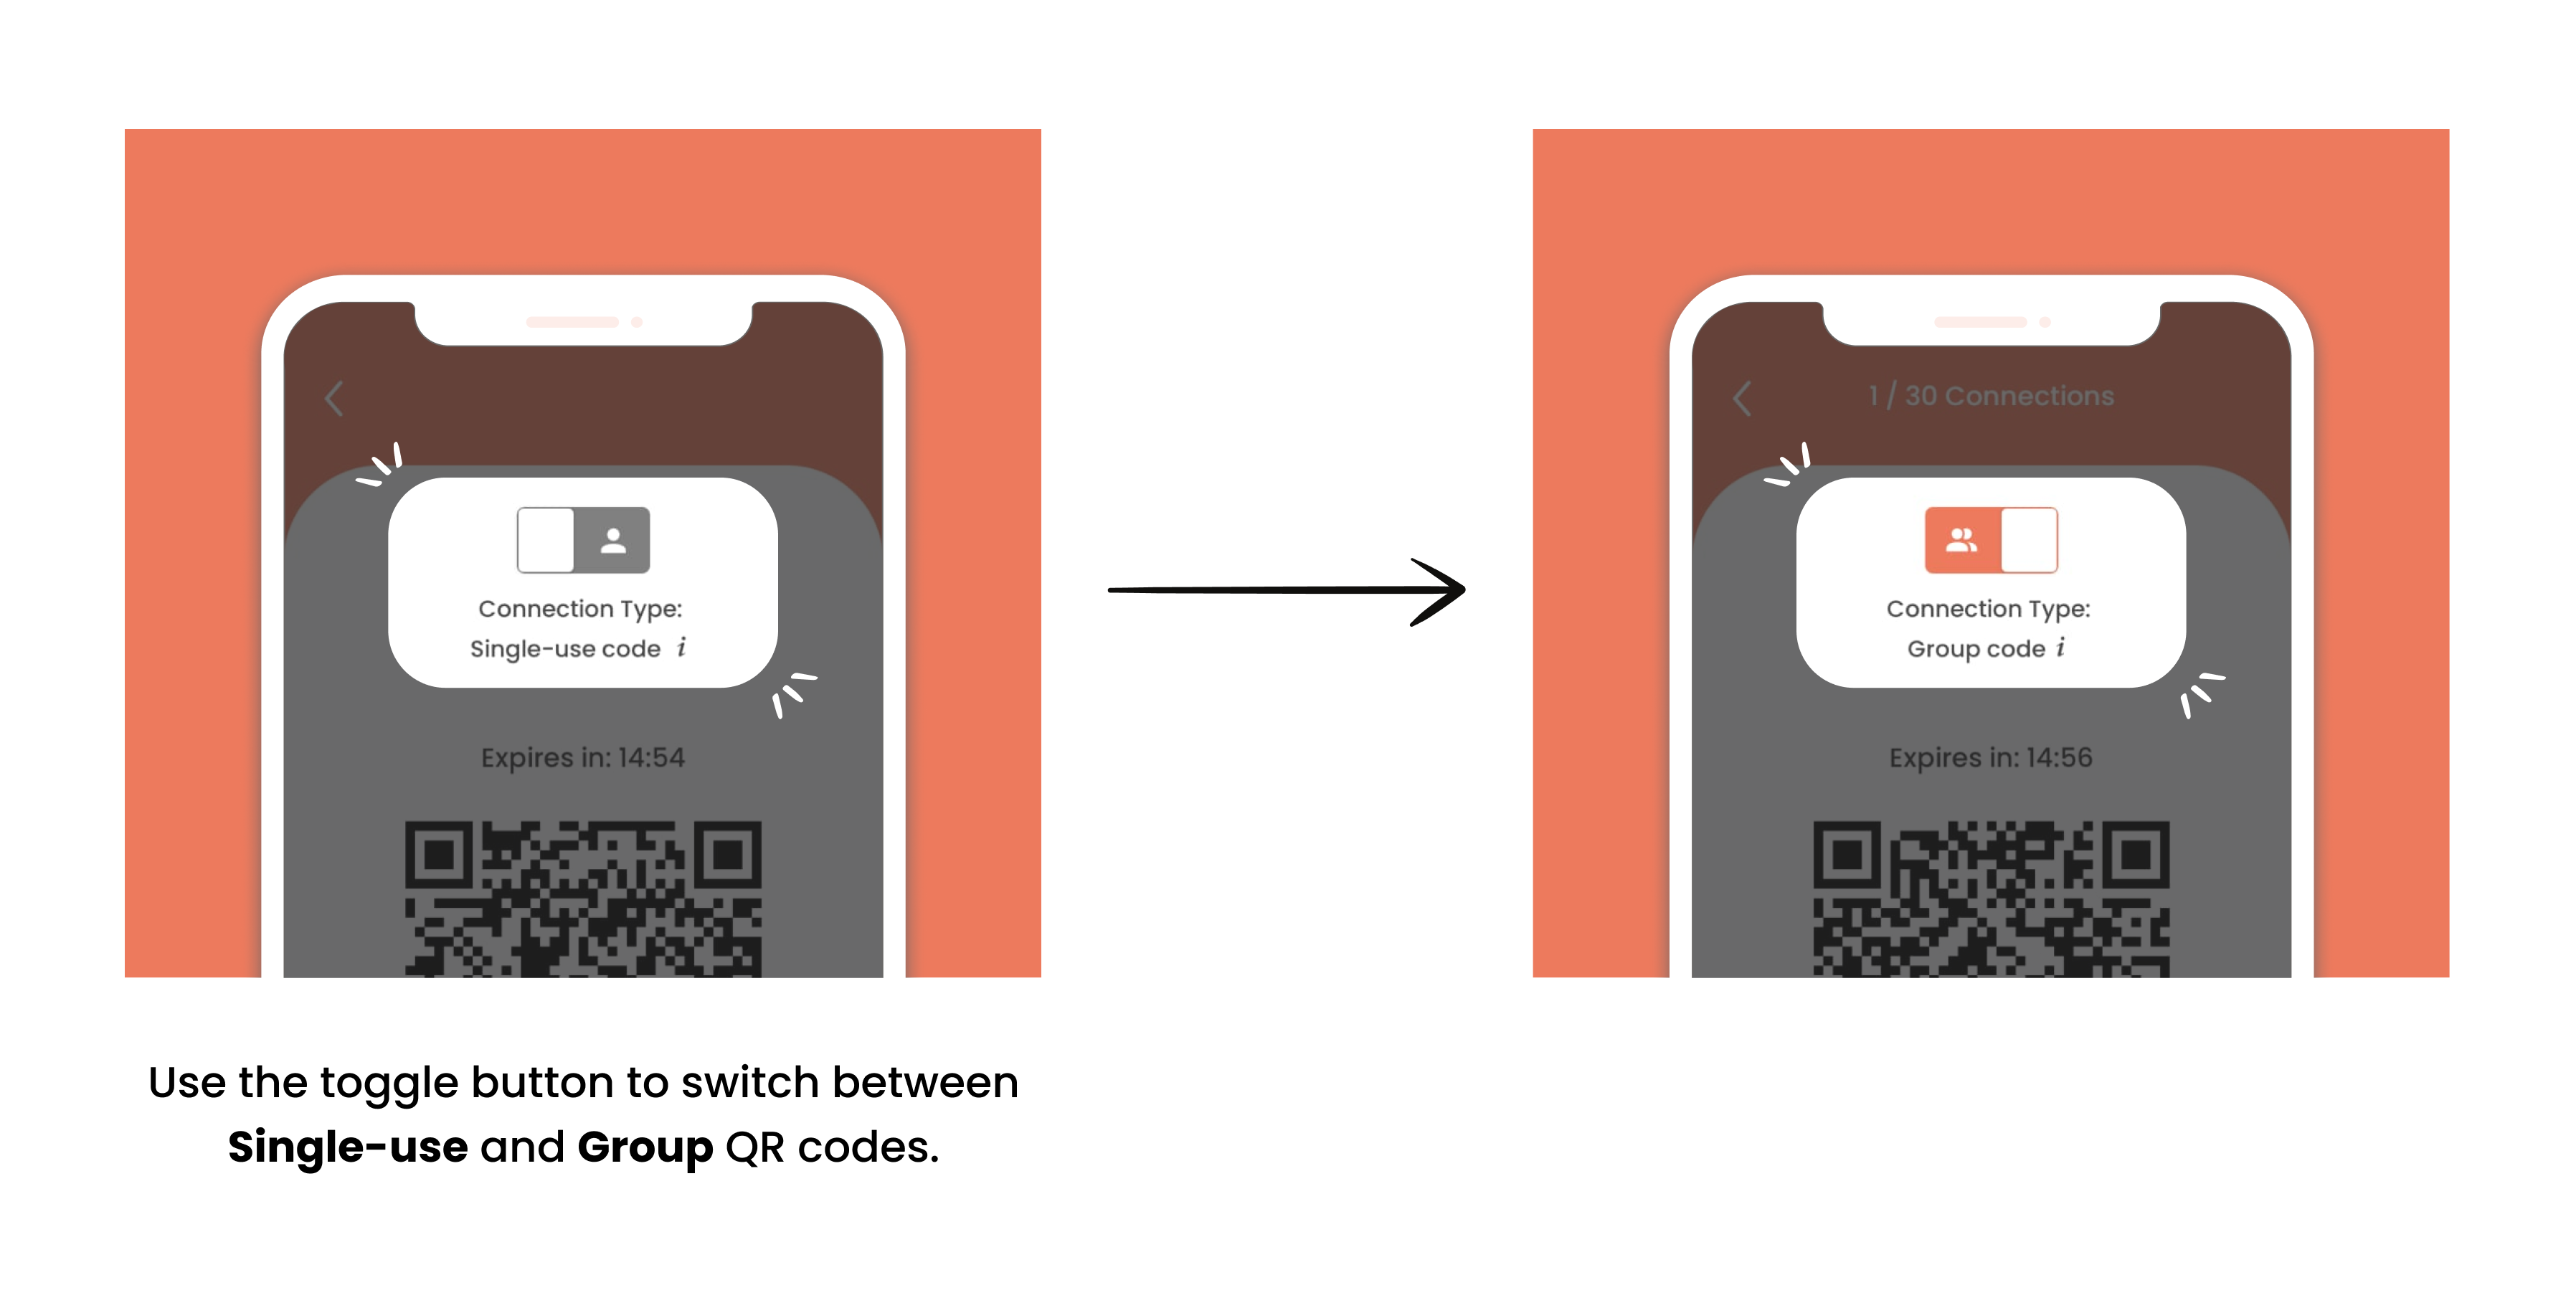 Connection Type:
Single-use code i
Expires in: 14:54
Use the toggle button to switch between
Single-use and Group QR codes.
1 / 30 Connections
Connection Type:
Group code i
Expires in: 14:56